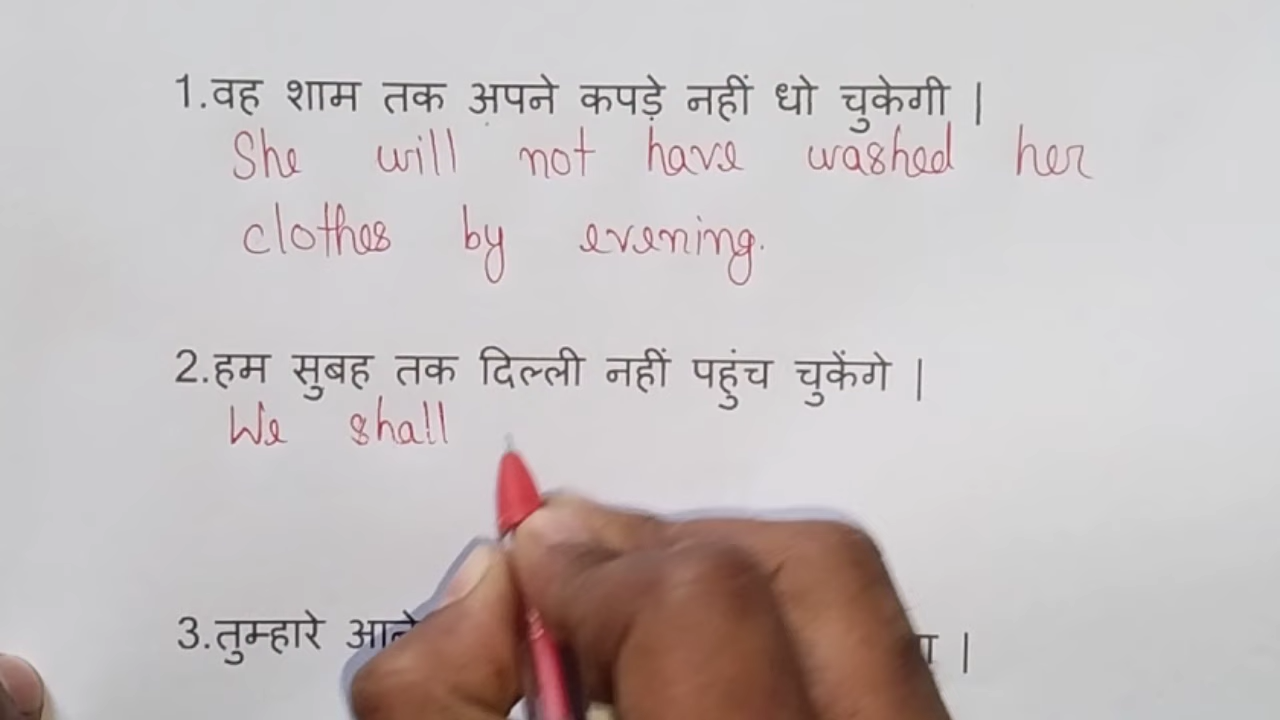 1.वह शाम तक अपने कपड़े नहीं धो चुकेगी |
She will not have washed her
clothes by evening.
2.हम सुबह तक दिल्ली नहीं पहुंच चुकेंगे |
We shall
3.तुम्हारे |